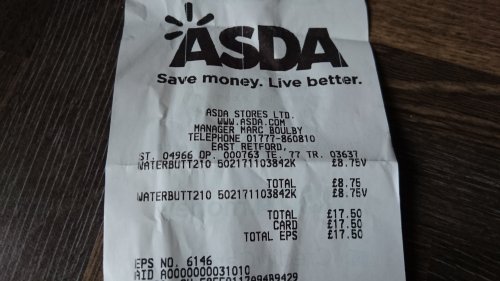 ASDA
Save money. Live better.
ASDA STORES LTD.
WWW.ASDA.COM
MANAGER MARC BOULBY
TELEPHONE 01777-860810
EAST RETFORD,
ST. 04966 OP. 000763 TE. 77 TR. 03637
WATERBUTT210 502171103842K £8.75V
TOTAL £8.75
WATERBUTT210 502171103842K £8.75V
TOTAL £17.50
CARD £17.50
TOTAL EPS £17.50
EPS NO. 6146
AID A0000000031010